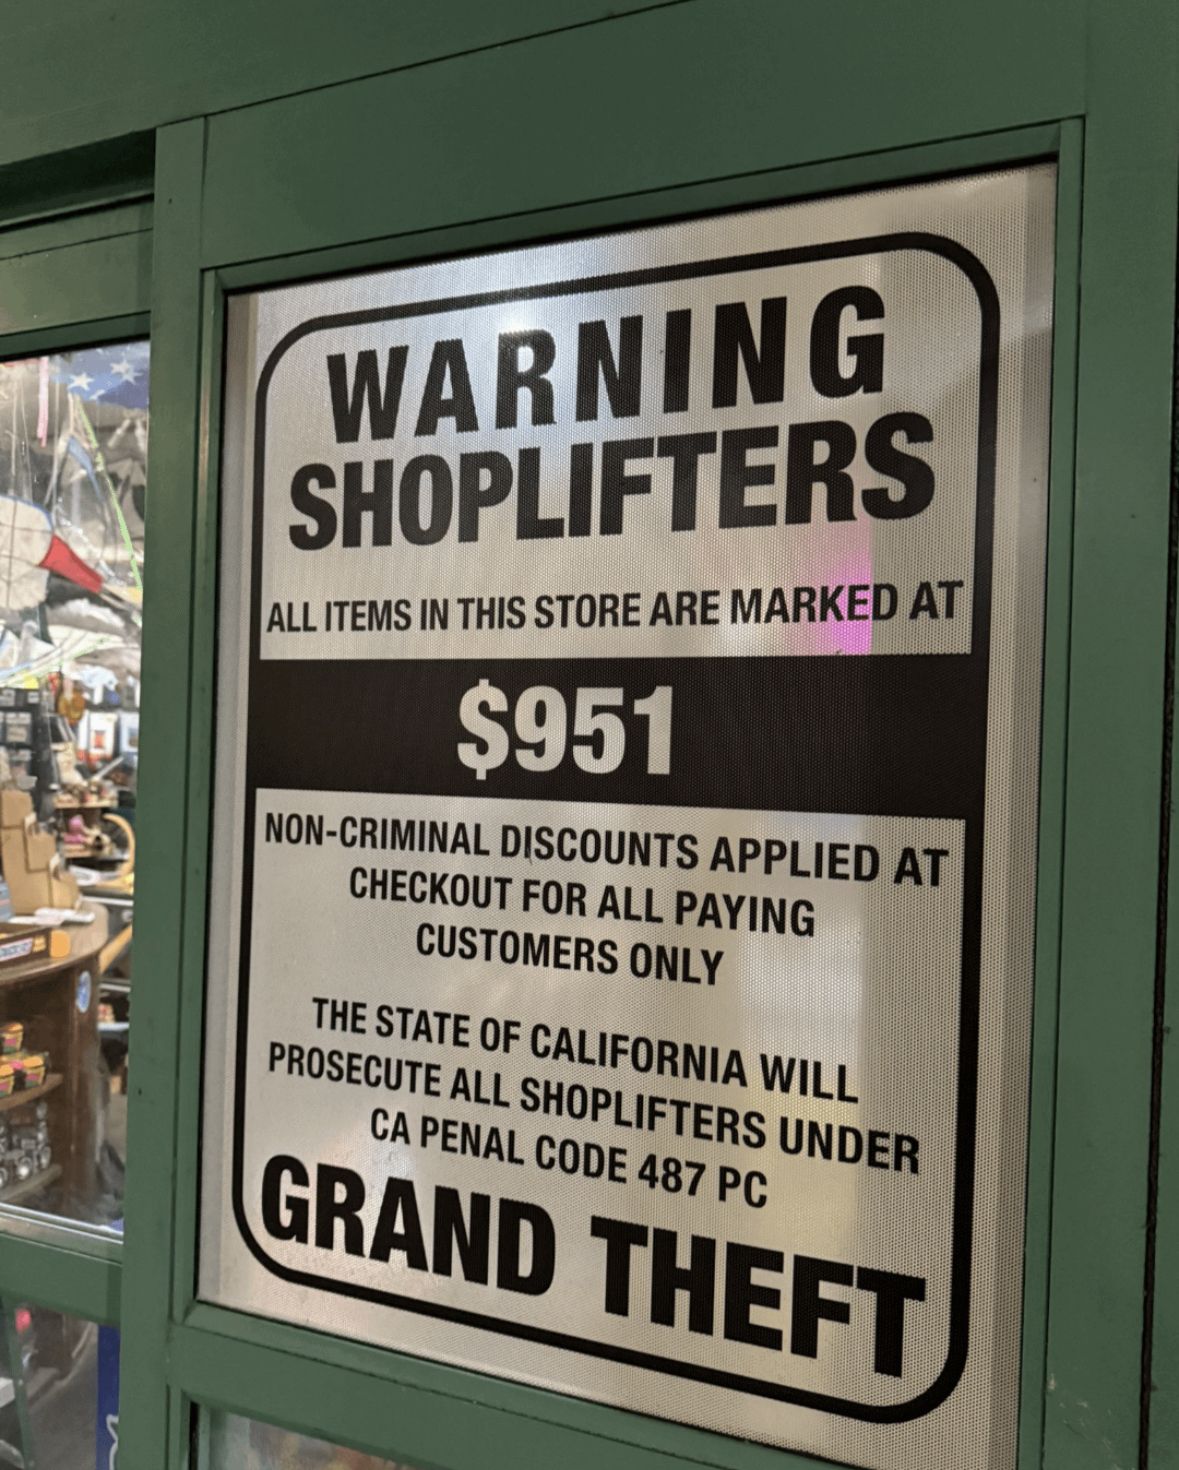 WARNING
SHOPLIFTERS
ALL ITEMS IN THIS STORE ARE MARKED AT
$951
NON-CRIMINAL DISCOUNTS APPLIED AT
CHECKOUT FOR ALL PAYING
CUSTOMERS ONLY
THE STATE OF CALIFORNIA WILL
PROSECUTE ALL SHOPLIFTERS UNDER
CA PENAL CODE 487 PC
GRAND THEFT